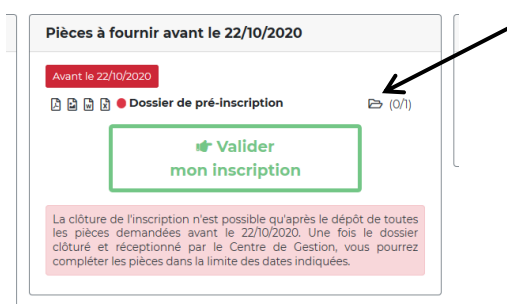 Pièces à fournir avant le 22/10/2020
Avant le 22/10/2020
Dossier de pré-inscription (0/1)
Valider
mon inscription
La clôture de l'inscription n'est possible qu'après le dépôt de toutes
les pièces demandées avant le 22/10/2020. Une fois le dossier
clôturé et réceptionné par le Centre de Gestion, vous pourrez
compléter les pièces dans la limite des dates indiquées.